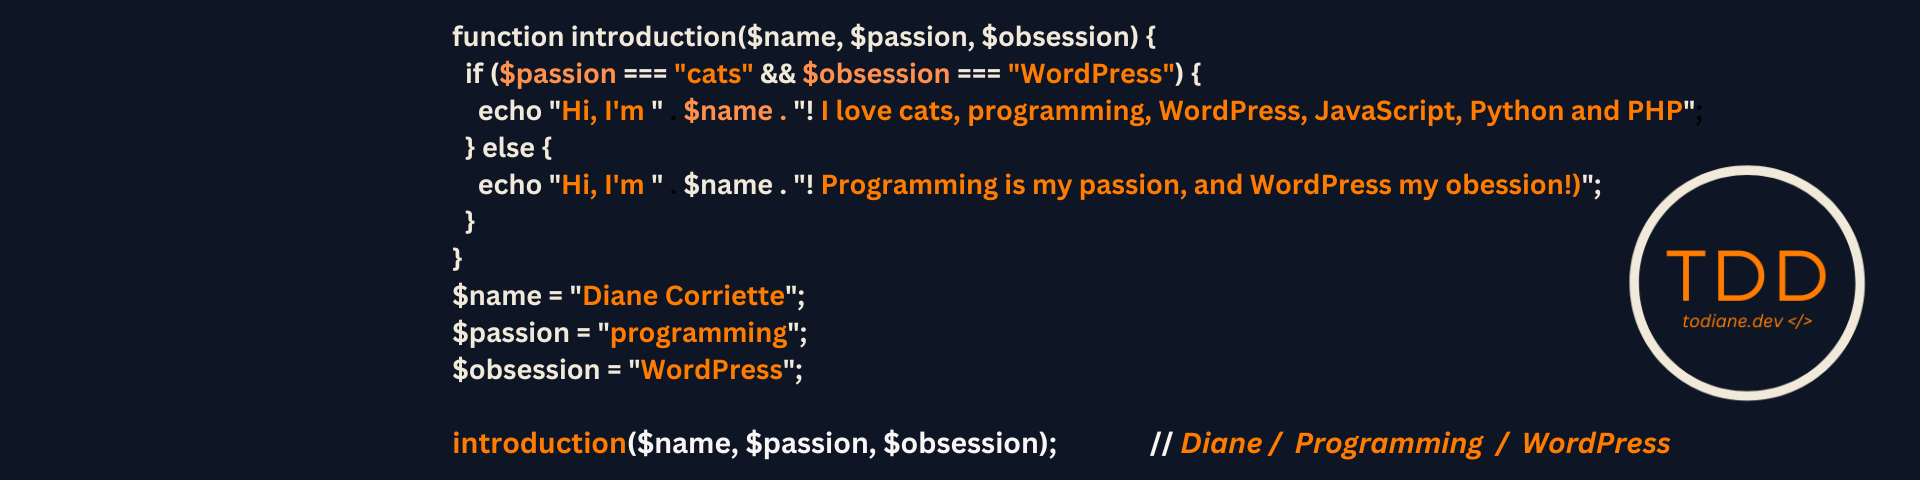 function introduction($name, $passion, $obsession) {
if ($passion === "cats" && $obsession === "WordPress") {
echo "Hi, I'm " . $name . "! I love cats, programming, WordPress, JavaScript, Python and PHP";
} else {
echo "Hi, I'm " . $name . "! Programming is my passion, and WordPress my obession!)";
}
}
$name = "Diane Corriette";
$passion = "programming";
$obsession = "WordPress";
introduction($name, $passion, $obsession); // Diane / Programming / WordPress
TDD
todiane.dev </>